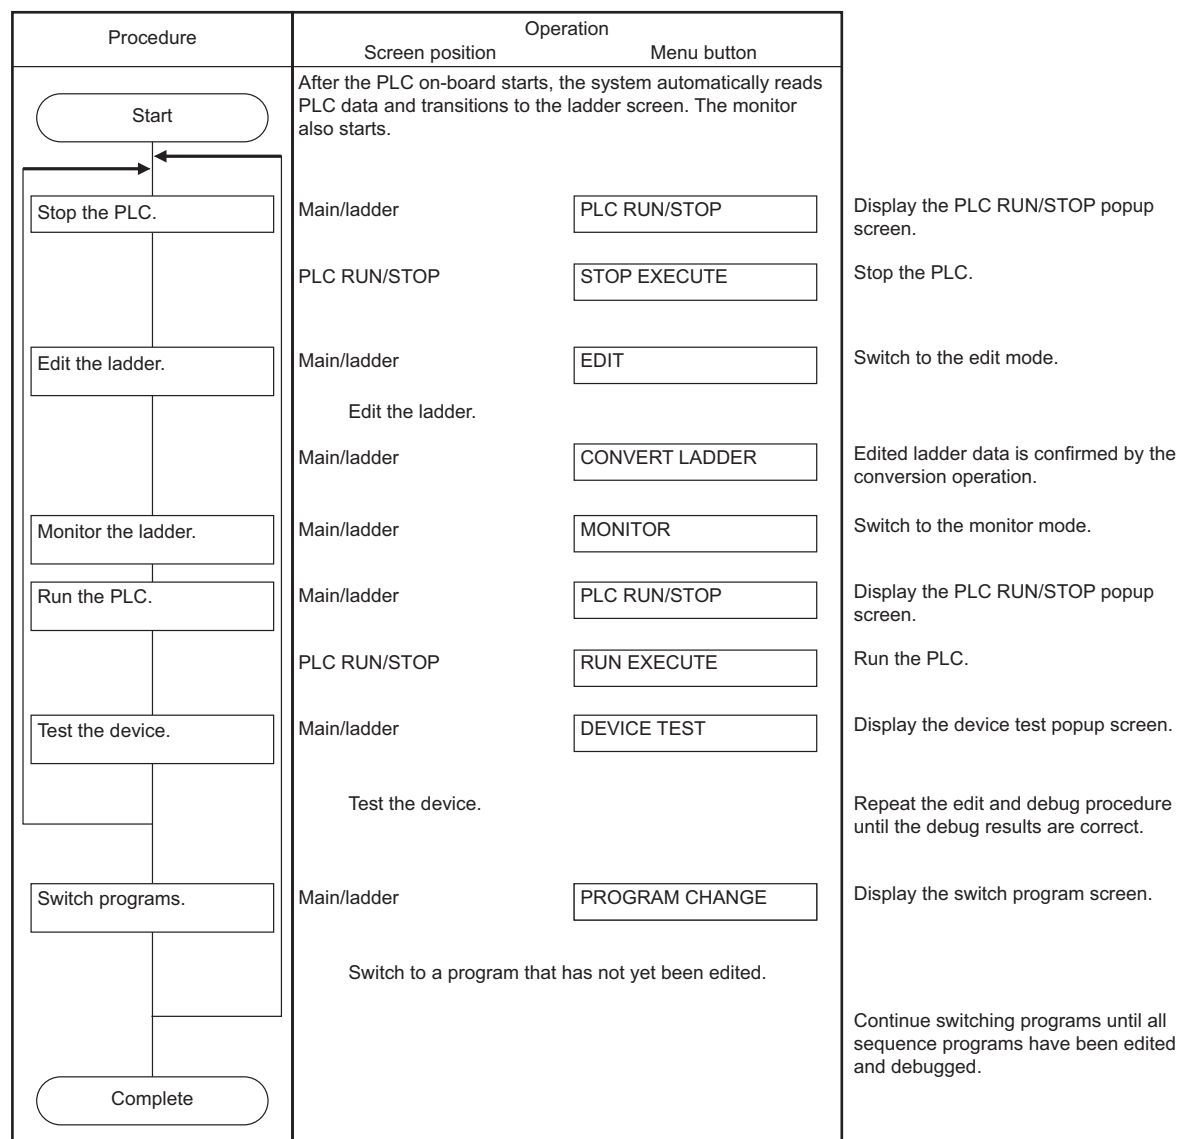 Procedure
Operation
Screen position
Menu button
After the PLC on-board starts, the system automatically reads
PLC data and transitions to the ladder screen. The monitor
also starts.
Start
Stop the PLC.
Main/ladder
PLC RUN/STOP
Display the PLC RUN/STOP popup
screen.
PLC RUN/STOP
STOP EXECUTE
Stop the PLC.
Edit the ladder.
Main/ladder
EDIT
Switch to the edit mode.
Edit the ladder.
Main/ladder
CONVERT LADDER
Edited ladder data is confirmed by the
conversion operation.
Monitor the ladder.
Main/ladder
MONITOR
Switch to the monitor mode.
Run the PLC.
Main/ladder
PLC RUN/STOP
Display the PLC RUN/STOP popup
screen.
PLC RUN/STOP
RUN EXECUTE
Run the PLC.
Test the device.
Main/ladder
DEVICE TEST
Display the device test popup screen.
Test the device.
Repeat the edit and debug procedure
until the debug results are correct.
Switch programs.
Main/ladder
PROGRAM CHANGE
Display the switch program screen.
Switch to a program that has not yet been edited.
Continue switching programs until all
sequence programs have been edited
and debugged.
Complete